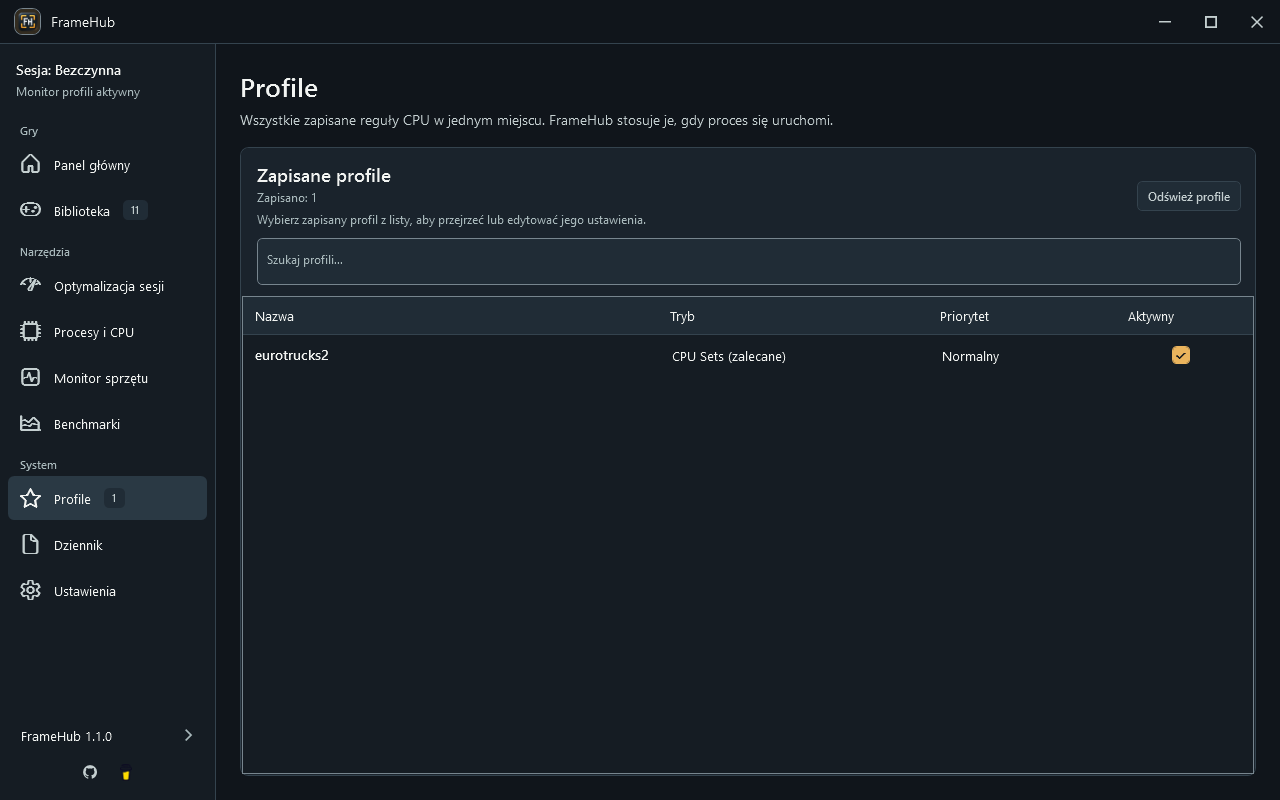 FH FrameHub
Sesja: Bezczynna
Monitor profili aktywny
Gry
Panel główny
Biblioteka 11
Narzędzia
Optymalizacja sesji
Procesy i CPU
Monitor sprzętu
Benchmarki
System
Profile 1
Dziennik
Ustawienia
FrameHub 1.1.0
Profile
Wszystkie zapisane reguły CPU w jednym miejscu. FrameHub stosuje je, gdy proces się uruchomi.
Zapisane profile
Zapisano: 1
Wybierz zapisany profil z listy, aby przejrzeć lub edytować jego ustawienia.
Odśwież profile
Szukaj profili...
Nazwa Tryb Priorytet Aktywny
eurotrucks2 CPU Sets (zalecane) Normalny